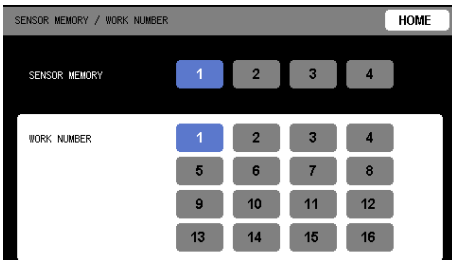 SENSOR MEMORY / WORK NUMBER HOME
SENSOR MEMORY 1 2 3 4
WORK NUMBER 1 2 3 4
5 6 7 8
9 10 11 12
13 14 15 16